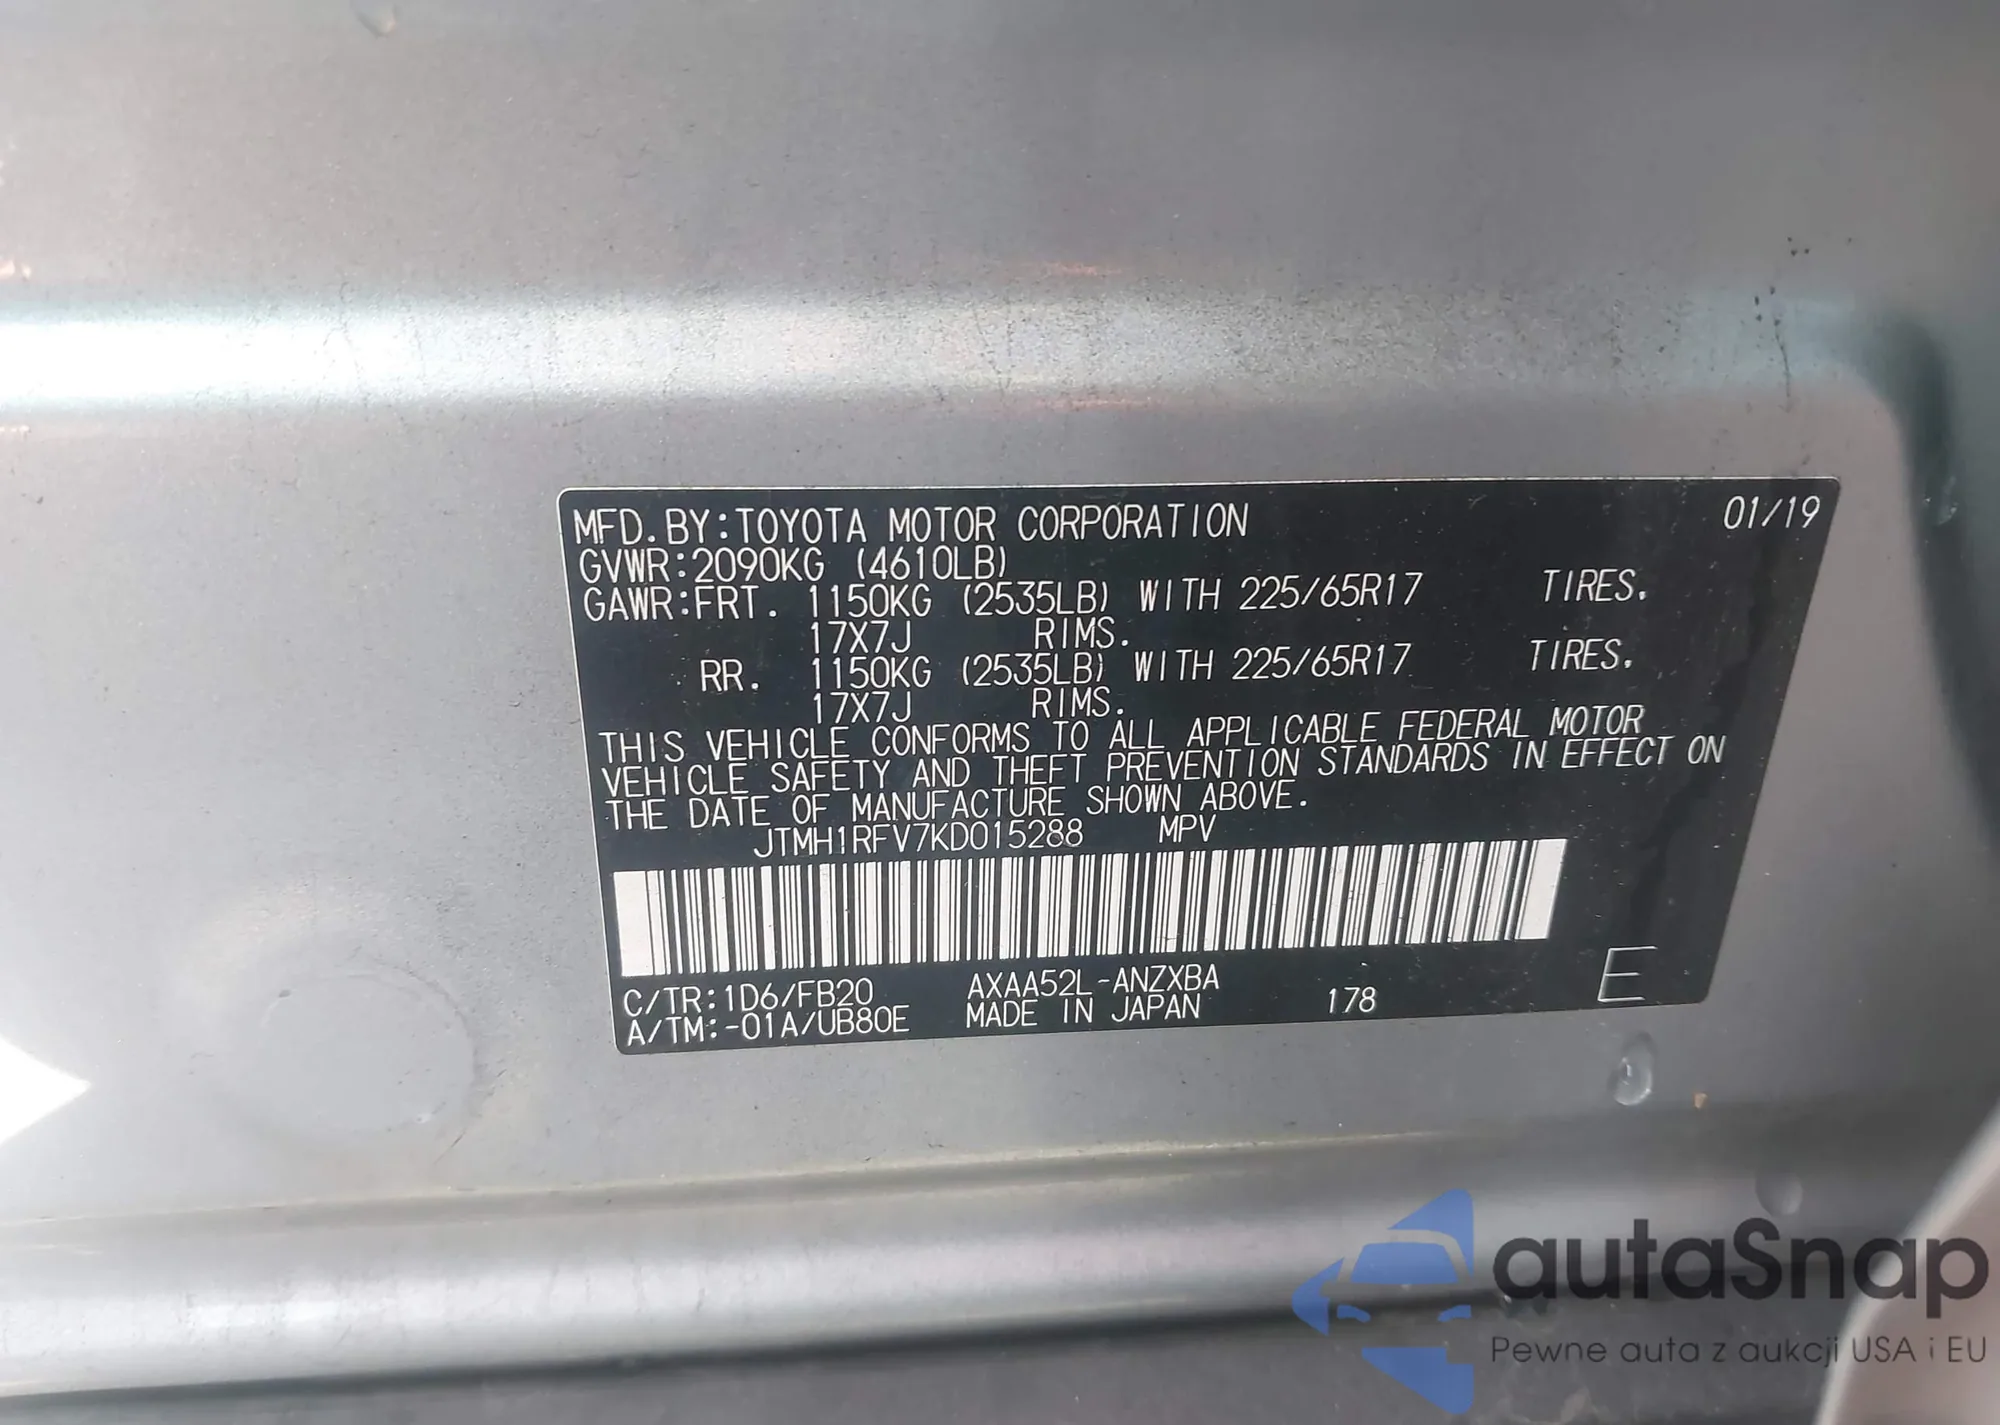 MFD. BY: TOYOTA MOTOR CORPORATION 01/19
GVWR: 2090KG (4610LB)
GAWR: FRT. 1150KG (2535LB) WITH 225/65R17 TIRES.
17X7J RIMS.
RR. 1150KG (2535LB) WITH 225/65R17 TIRES.
17X7J RIMS.
THIS VEHICLE CONFORMS TO ALL APPLICABLE FEDERAL MOTOR
VEHICLE SAFETY AND THEFT PREVENTION STANDARDS IN EFFECT ON
THE DATE OF MANUFACTURE SHOWN ABOVE.
JTMH1RFV7KD015288 MPV
C/TR: 1D6/FB20 AXAA52L-ANZXBA
A/TM: -01A/UB80E MADE IN JAPAN 178 E
autaSnap
Pewne auta z aukcji USA i EU